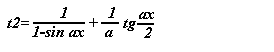 t2=1/(1-sin ax) + 1/a tg ax/2